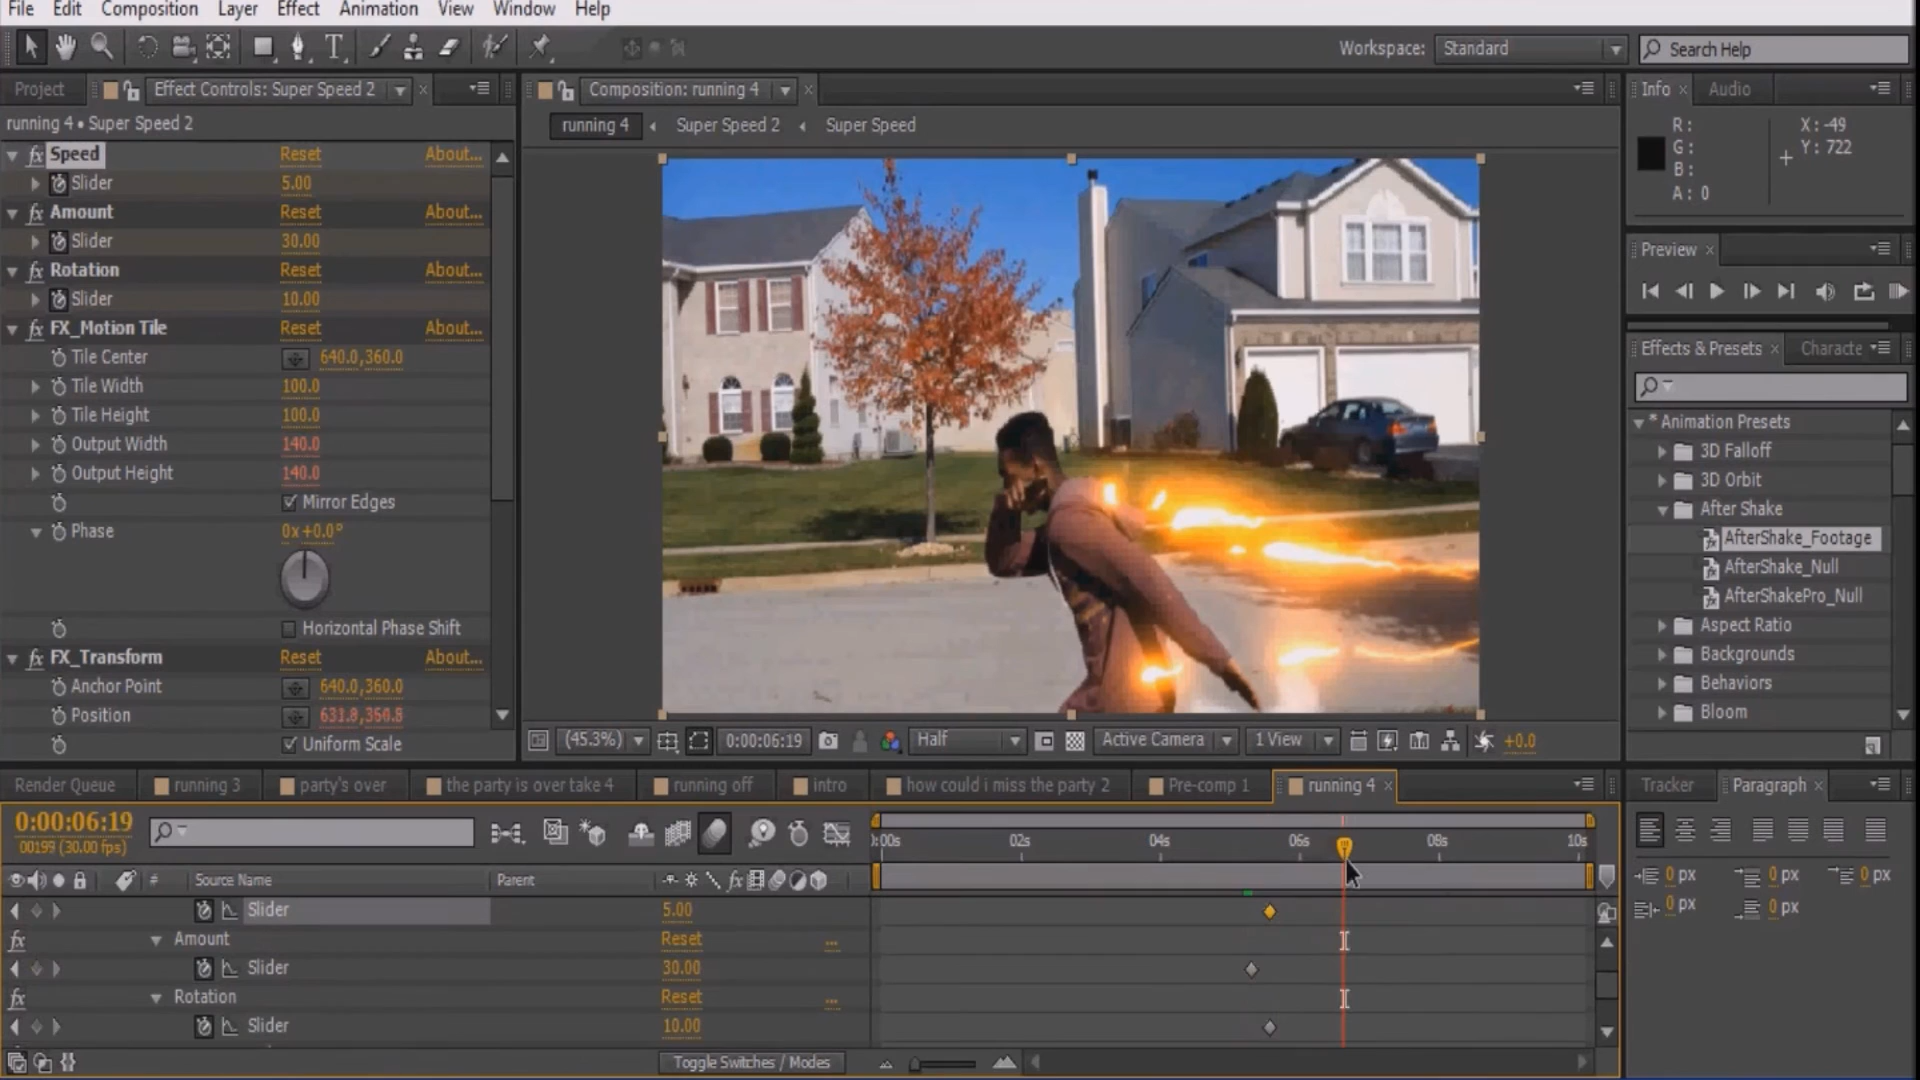 File Edit Composition Layer Effect Animation View Window Help
Workspace: Standard Search Help
Project Effect Controls: Super Speed 2
Composition: running 4
Info Audio
running 4 • Super Speed 2
running 4 Super Speed 2 Super Speed
R: X: -49
G: Y: 722
B:
A: 0
fx Speed Reset About...
Slider 5.00
fx Amount Reset About...
Slider 30.00
fx Rotation Reset About...
Slider 10.00
fx FX_Motion Tile Reset About...
Tile Center 640.0,360.0
Tile Width 100.0
Tile Height 100.0
Output Width 140.0
Output Height 140.0
Mirror Edges
Phase 0x+0.0°
Horizontal Phase Shift
fx FX_Transform Reset About...
Anchor Point 640.0,360.0
Position
Uniform Scale
Preview
Effects & Presets Characte
* Animation Presets
3D Falloff
3D Orbit
After Shake
AfterShake_Footage
AfterShake_Null
AfterShakePro_Null
Aspect Ratio
Backgrounds
Behaviors
Bloom
(45.3%) 0:00:06:19 Half Active Camera 1 View +0.0
Render Queue running 3 party's over the party is over take 4 running off intro how could i miss the party 2 Pre-comp 1 running 4
Tracker Paragraph
0:00:06:19
00199 (30.00 fps)
:00s 02s 04s 06s 08s 10s
# Source Name Parent fx
Slider 5.00
fx Amount Reset ...
Slider 30.00
fx Rotation Reset ...
Slider 10.00
Toggle Switches / Modes
0 px 0 px 0 px
0 px 0 px